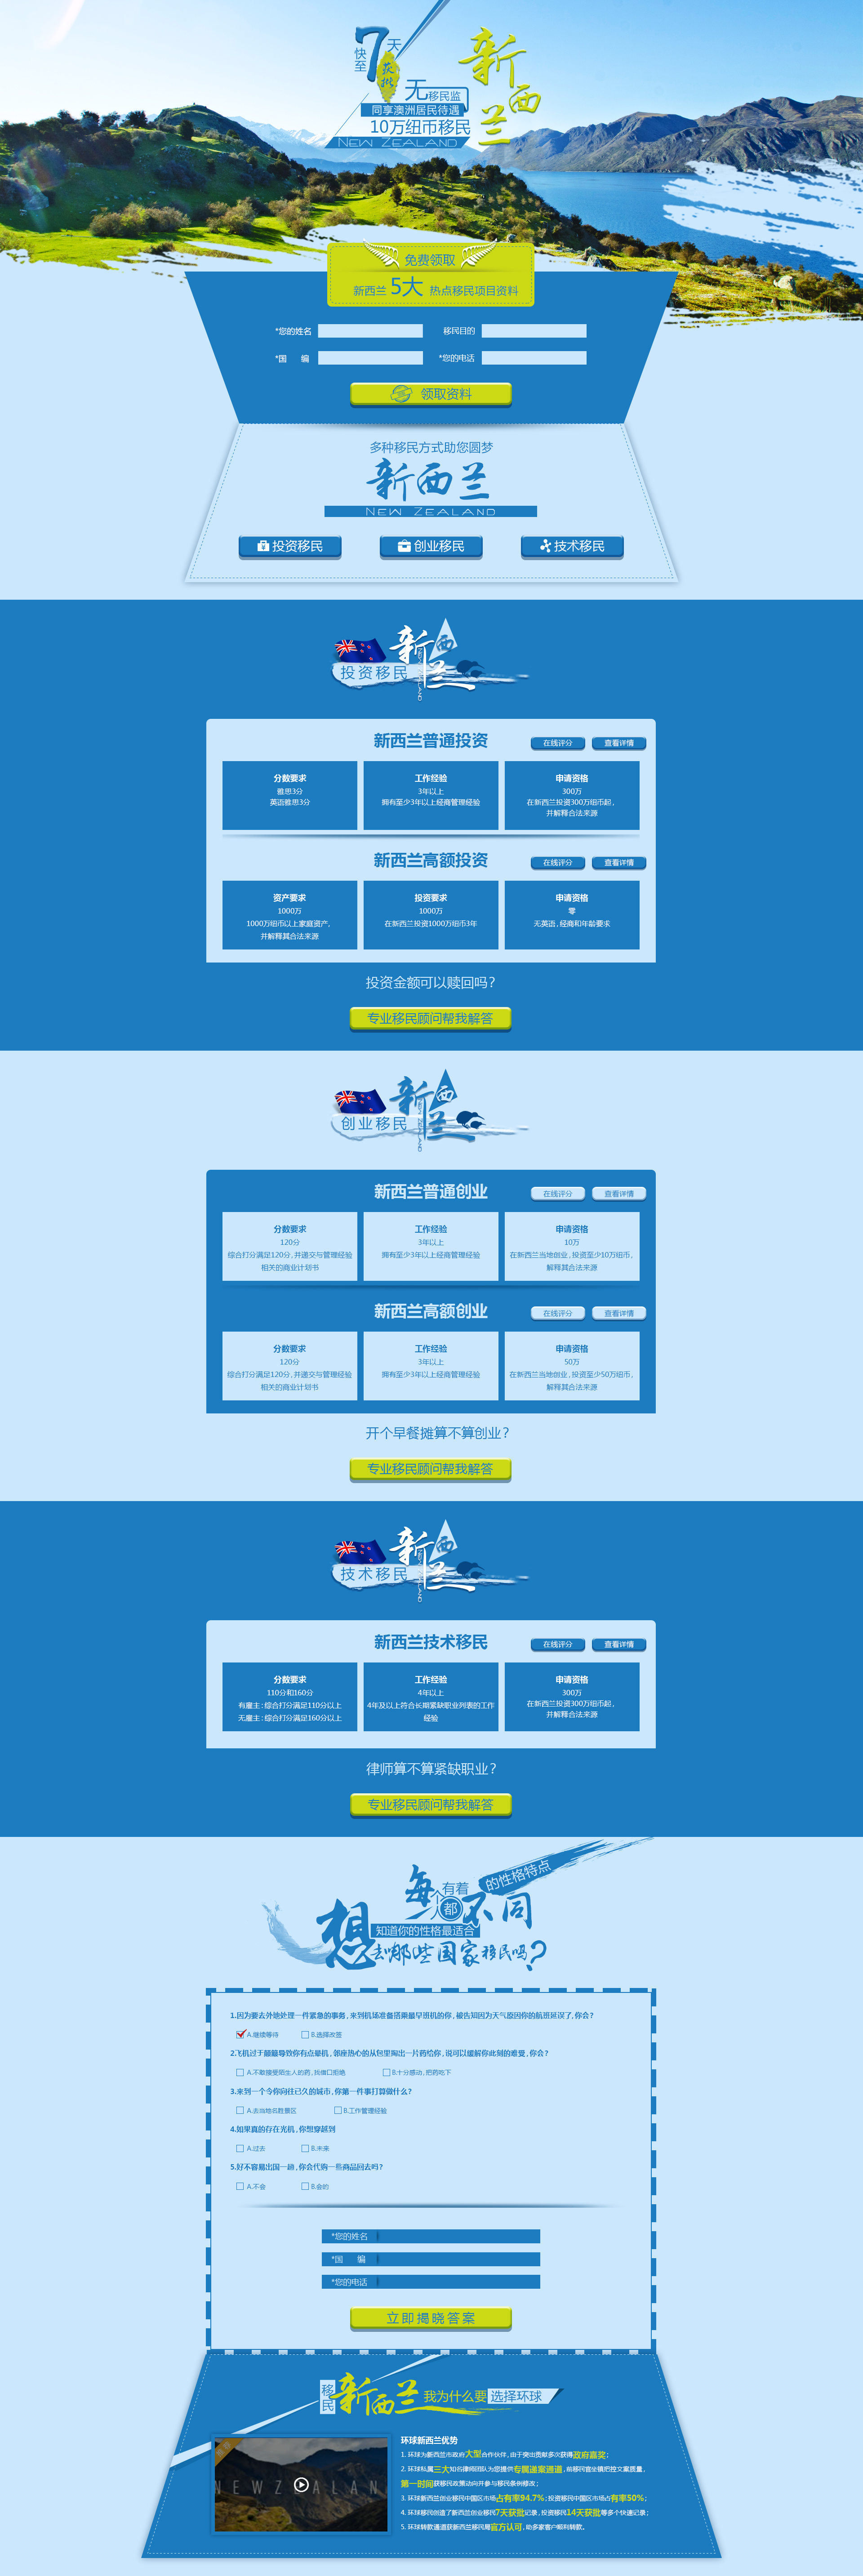 快至7天获批
新西兰
无移民监
同享澳洲居民待遇
10万纽币移民
NEW ZEALAND
免费领取
新西兰5大热点移民项目资料
*您的姓名 移民目的
*国 编 *您的电话
领取资料
多种移民方式助您圆梦
新西兰
NEW ZEALAND
投资移民 创业移民 技术移民
新西兰
投资移民
新西兰普通投资 在线评分 查看详情
分数要求 工作经验 申请资格
雅思3分 3年以上 300万
英语雅思3分 拥有至少3年以上经商管理经验 在新西兰投资300万纽币起,
并解释合法来源
新西兰高额投资 在线评分 查看详情
资产要求 投资要求 申请资格
1000万 1000万 零
1000万纽币以上家庭资产, 在新西兰投资1000万纽币3年 无英语,经商和年龄要求
并解释其合法来源
投资金额可以赎回吗?
专业移民顾问帮我解答
新西兰
创业移民
新西兰普通创业 在线评分 查看详情
分数要求 工作经验 申请资格
120分 3年以上 10万
综合打分满足120分,并递交与管理经验 拥有至少3年以上经商管理经验 在新西兰当地创业,投资至少10万纽币,
相关的商业计划书 解释其合法来源
新西兰高额创业 在线评分 查看详情
分数要求 工作经验 申请资格
120分 3年以上 50万
综合打分满足120分,并递交与管理经验 拥有至少3年以上经商管理经验 在新西兰当地创业,投资至少50万纽币,
相关的商业计划书 解释其合法来源
开个早餐摊算不算创业?
专业移民顾问帮我解答
新西兰
技术移民
新西兰技术移民 在线评分 查看详情
分数要求 工作经验 申请资格
110分和160分 4年以上 300万
有雇主:综合打分满足110分以上 4年及以上符合长期紧缺职业列表的工作 在新西兰投资300万纽币起,
无雇主:综合打分满足160分以上 经验 并解释合法来源
律师算不算紧缺职业?
专业移民顾问帮我解答
每个人都有着不同的性格特点
想知道你的性格最适合
去哪些国家移民吗?
1.因为要去外地处理一件紧急的事务,来到机场准备搭乘最早班机的你,被告知因为天气原因你的航班延误了,你会?
A.继续等待 B.选择改签
2.飞机过于颠簸导致你有点晕机,邻座热心的从包里掏出一片药给你,说可以缓解你此刻的难受,你会?
A.不敢接受陌生人的药,找借口拒绝 B.十分感动,把药吃下
3.来到一个令你向往已久的城市,你第一件事打算做什么?
A.去当地名胜景区 B.工作管理经验
4.如果真的存在光机,你想穿越到
A.过去 B.未来
5.好不容易出国一趟,你会代购一些商品回去吗?
A.不会 B.会的
*您的姓名
*国 编
*您的电话
立即揭晓答案
移民新西兰我为什么要选择环球
NEWZEALAN
环球新西兰优势
1. 环球为新西兰市政府大型合作伙伴,由于突出贡献多次获得政府嘉奖;
2. 环球私属三大知名律师团队为您提供专属递案通道,前移民官坐镇把控文案质量,
第一时间获移民政策动向并参与移民条例修改;
3. 环球新西兰创业移民中国区市场占有率94.7%;投资移民中国区市场占有率50%;
4. 环球移民创造了新西兰创业移民7天获批记录,投资移民14天获批等多个快速记录;
5. 环球转款通道获新西兰移民局官方认可,助多家客户顺利转款。